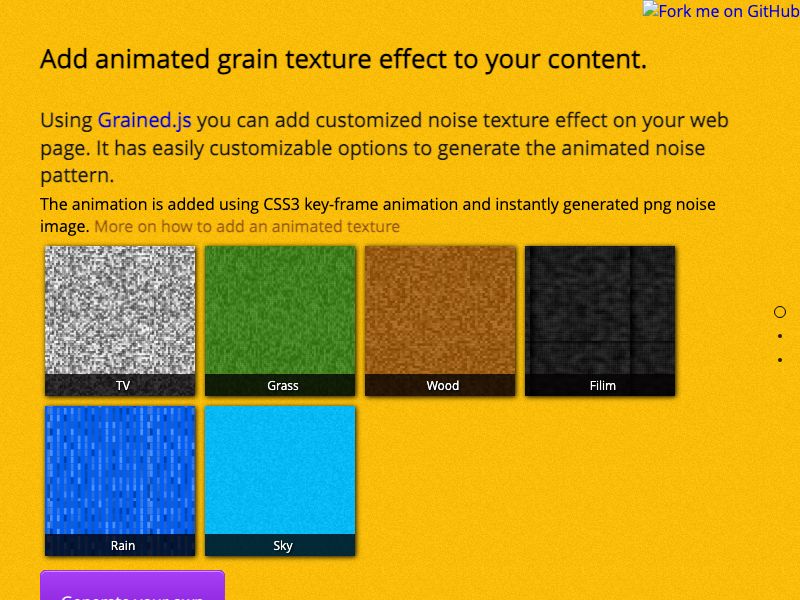 Fork me on GitHub
Add animated grain texture effect to your content.
Using Grained.js you can add customized noise texture effect on your web
page. It has easily customizable options to generate the animated noise
pattern.
The animation is added using CSS3 key-frame animation and instantly generated png noise
image. More on how to add an animated texture
TV
Grass
Wood
Filim
Rain
Sky
Generate your own